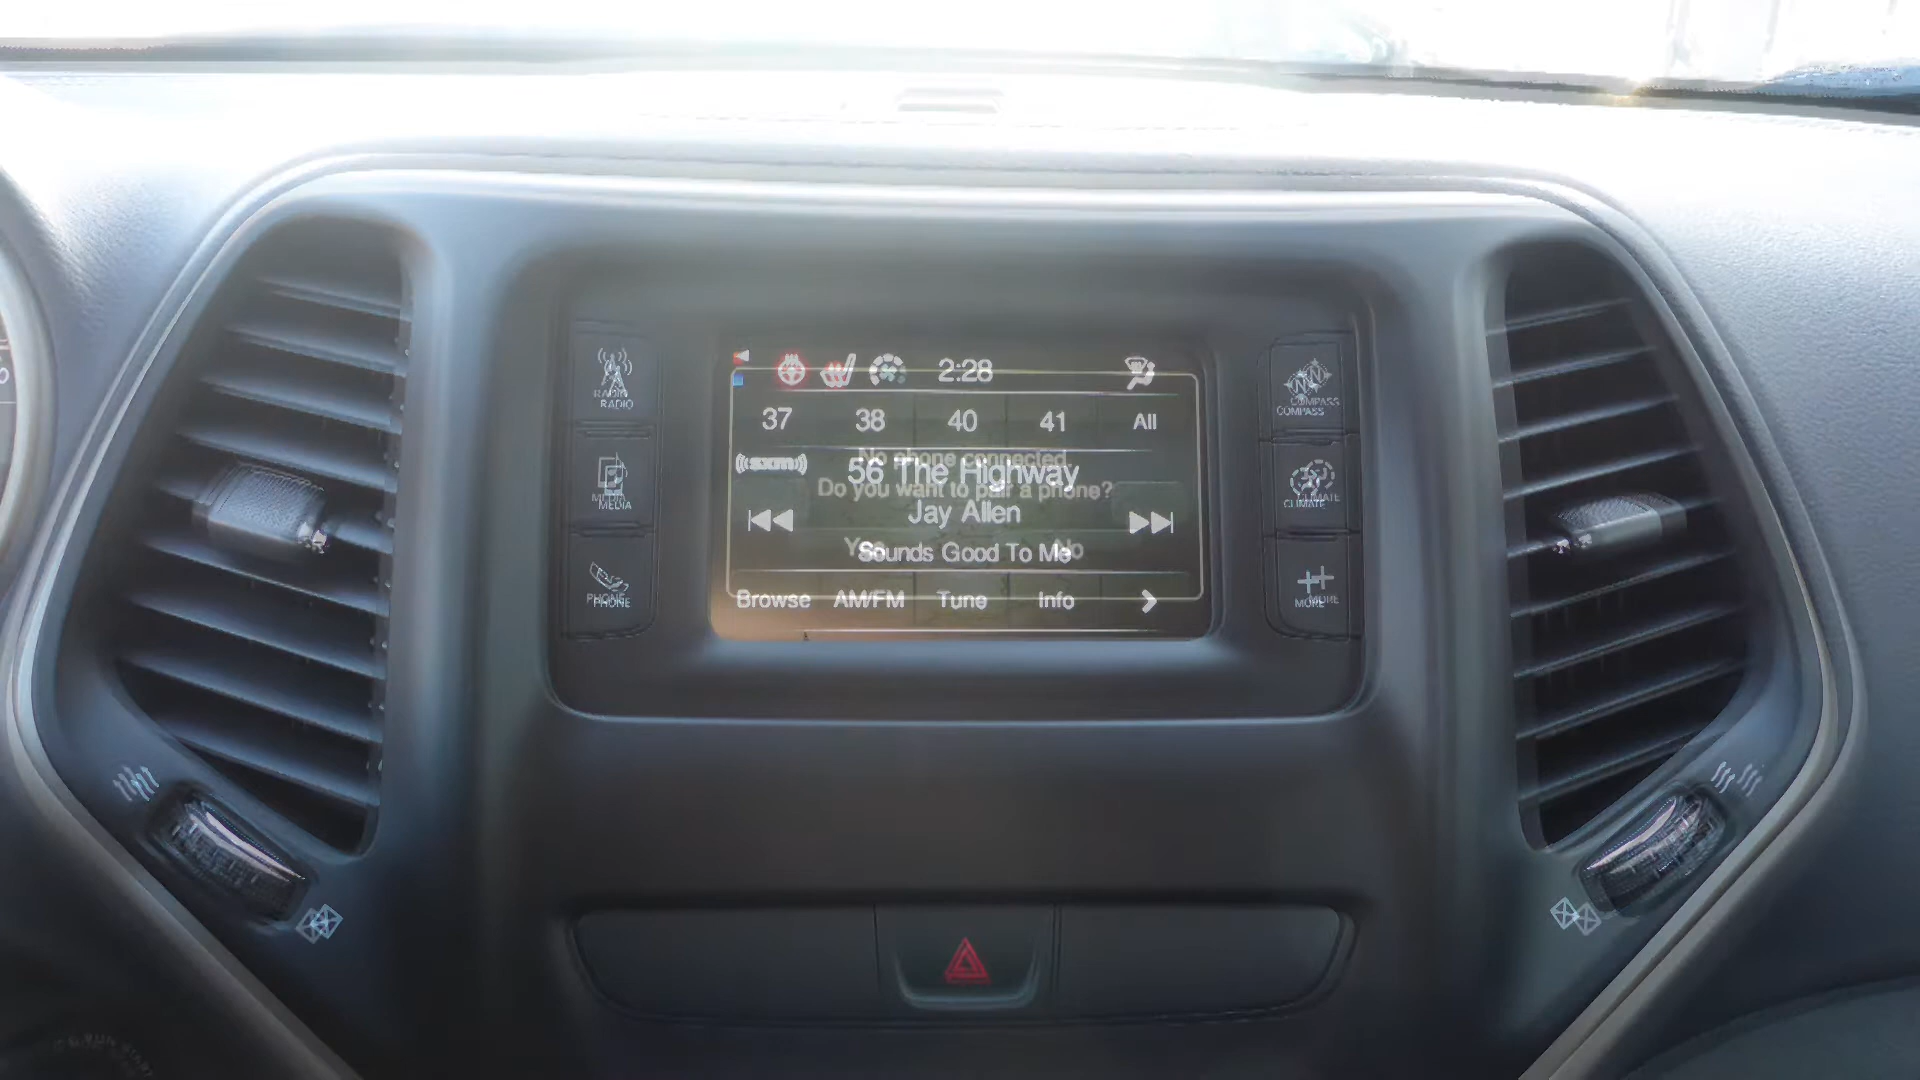 2:28
37 38 40 41 All
((sxm))
No phone connected
56 The Highway
Do you want to pair a phone?
Jay Allen
Yes No
Sounds Good To Me
Browse AM/FM Tune Info
RADIO
RADIO
MEDIA
MEDIA
PHONE
PHONE
N N
COMPASS
COMPASS
CLIMATE
CLIMATE
MORE
MORE